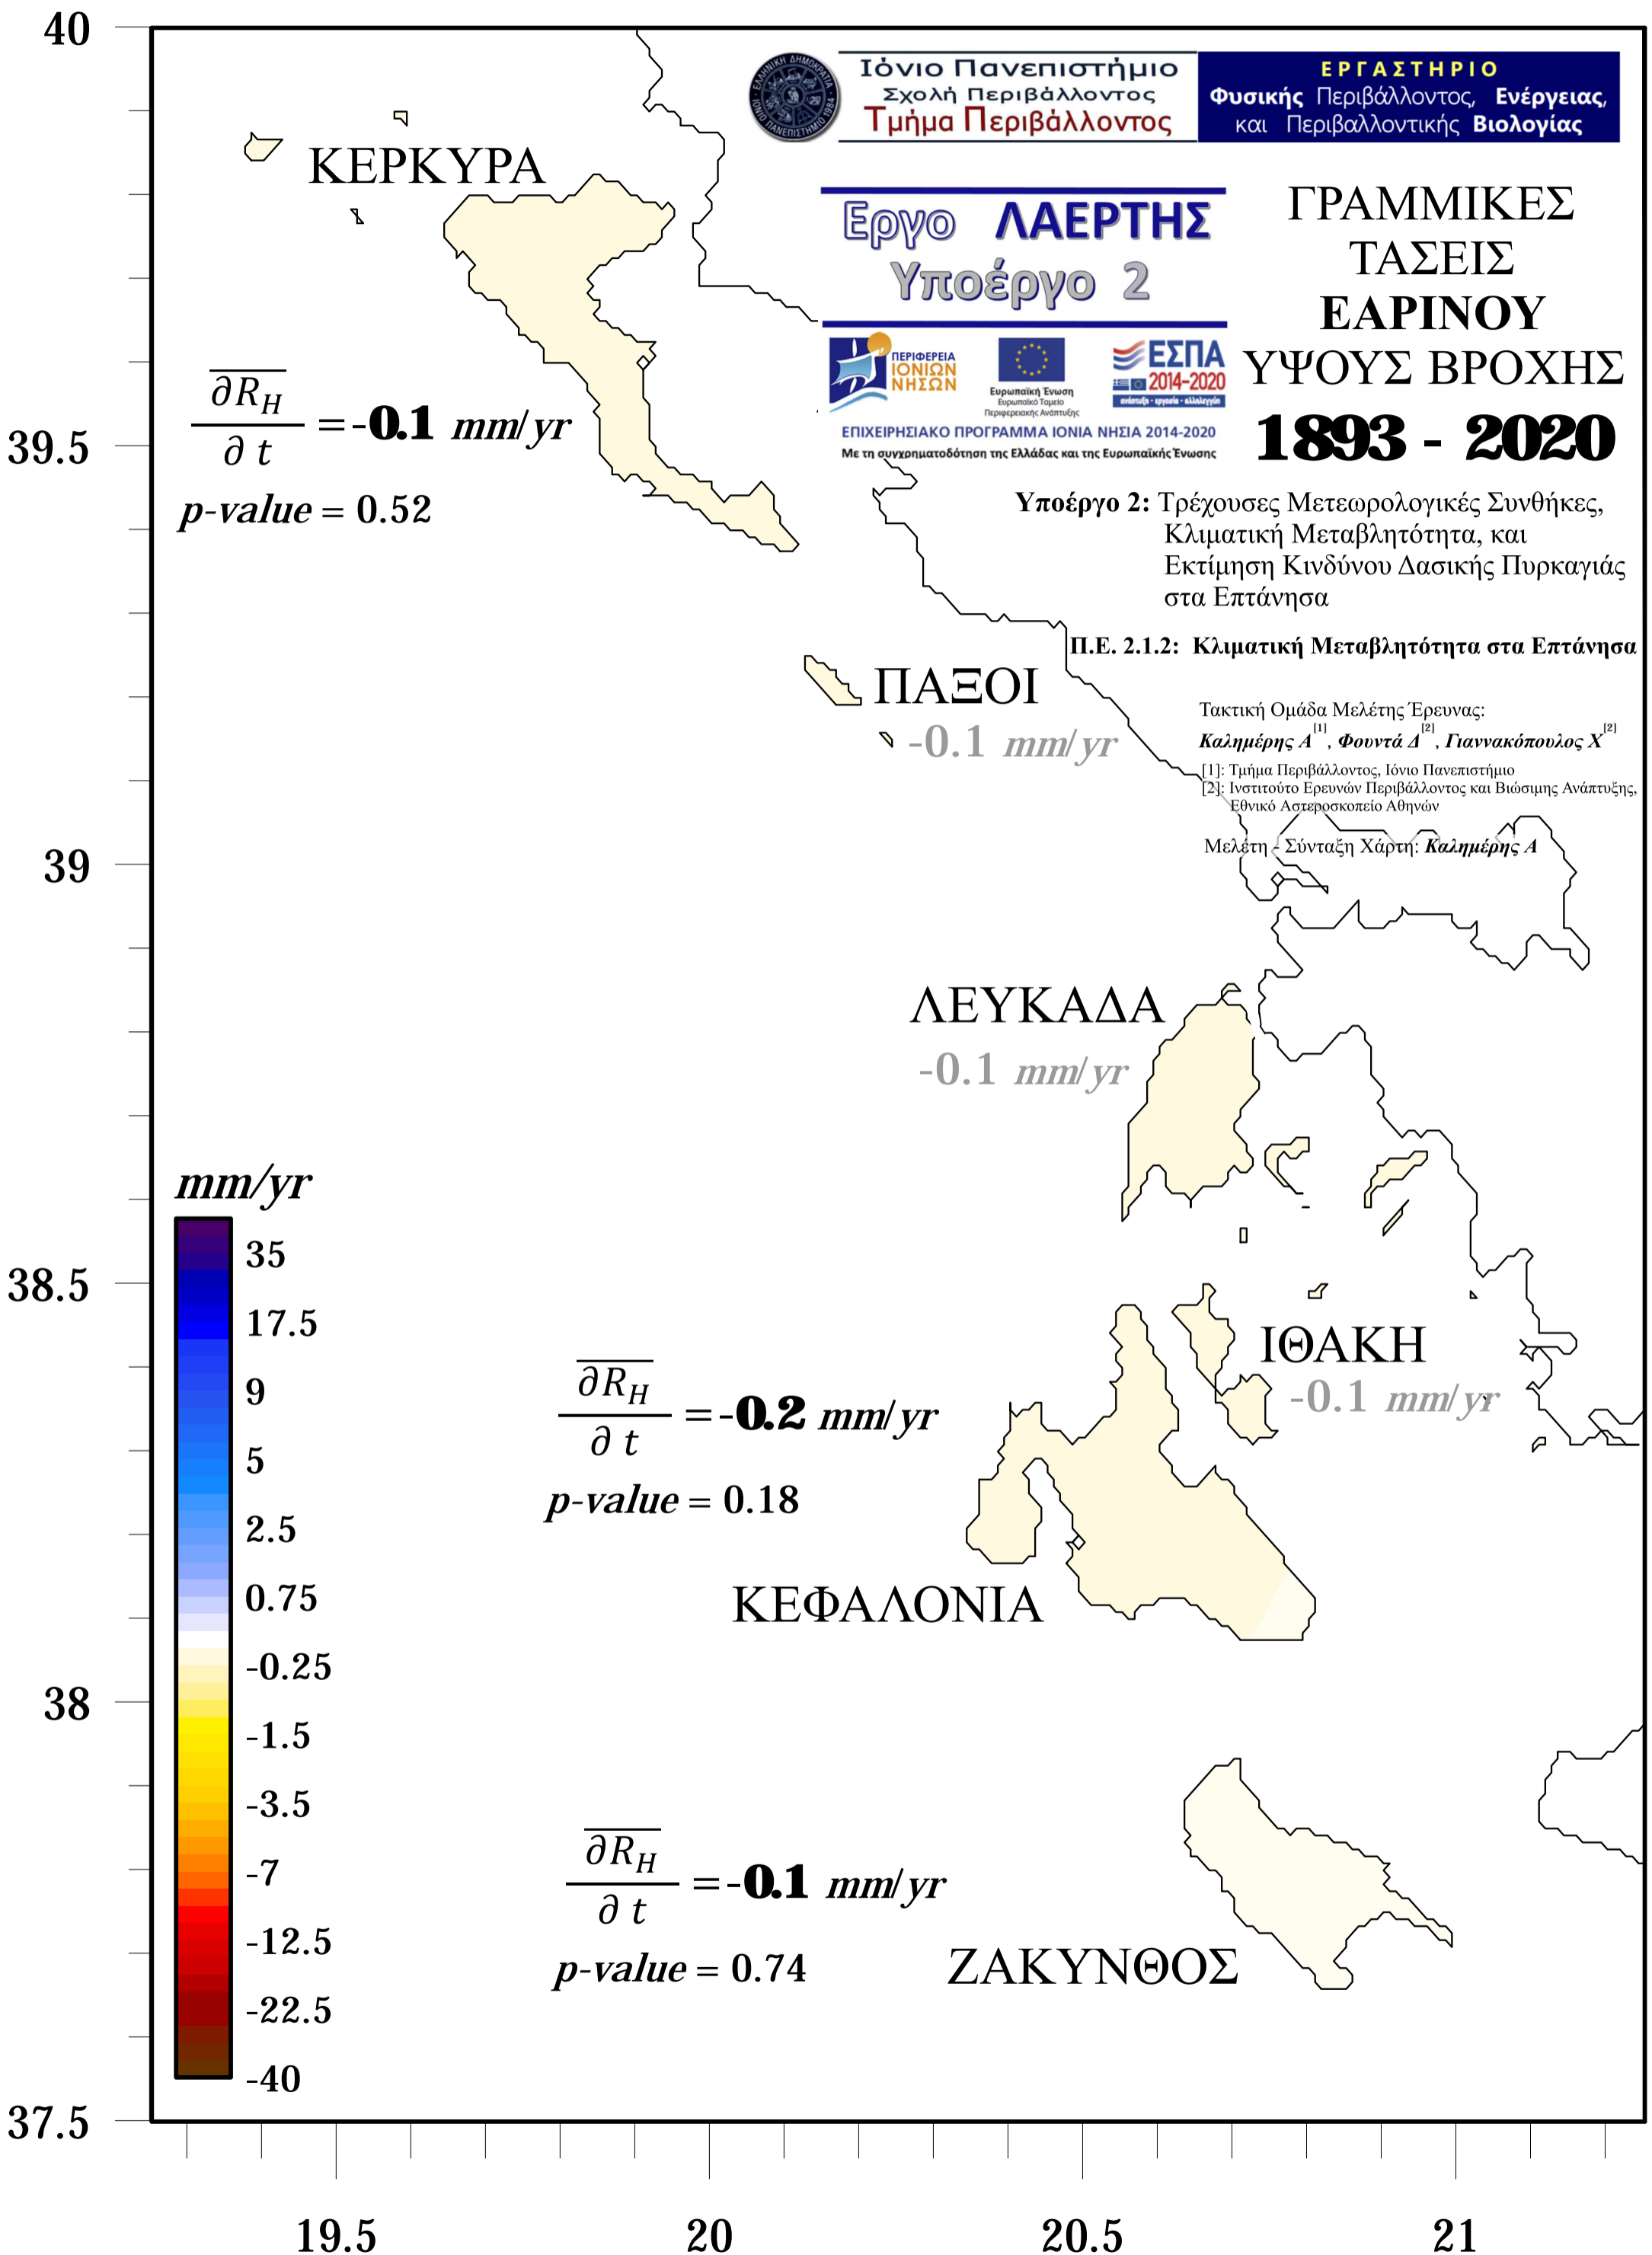 Ιόνιο Πανεπιστήμιο
Σχολή Περιβάλλοντος
Τμήμα Περιβάλλοντος
ΕΡΓΑΣΤΗΡΙΟ
Φυσικής Περιβάλλοντος, Ενέργειας,
και Περιβαλλοντικής Βιολογίας
Εργο ΛΑΕΡΤΗΣ
Υποέργο 2
ΠΕΡΙΦΕΡΕΙΑ
ΙΟΝΙΩΝ
ΝΗΣΩΝ
Ευρωπαϊκή Ένωση
Ευρωπαϊκό Ταμείο
Περιφερειακής Ανάπτυξης
ΕΣΠΑ
2014-2020
ανάπτυξη - εργασία - αλληλεγγύη
ΕΠΙΧΕΙΡΗΣΙΑΚΟ ΠΡΟΓΡΑΜΜΑ ΙΟΝΙΑ ΝΗΣΙΑ 2014-2020
Με τη συγχρηματοδότηση της Ελλάδας και της Ευρωπαϊκής Ένωσης
ΓΡΑΜΜΙΚΕΣ
ΤΑΣΕΙΣ
ΕΑΡΙΝΟΥ
ΥΨΟΥΣ ΒΡΟΧΗΣ
1893 - 2020
Υποέργο 2: Τρέχουσες Μετεωρολογικές Συνθήκες,
Κλιματική Μεταβλητότητα, και
Εκτίμηση Κινδύνου Δασικής Πυρκαγιάς
στα Επτάνησα
Π.Ε. 2.1.2: Κλιματική Μεταβλητότητα στα Επτάνησα
Τακτική Ομάδα Μελέτης Έρευνας:
Καλημέρης Α[1], Φουντά Δ[2], Γιαννακόπουλος Χ[2]
[1]: Τμήμα Περιβάλλοντος, Ιόνιο Πανεπιστήμιο
[2]: Ινστιτούτο Ερευνών Περιβάλλοντος και Βιώσιμης Ανάπτυξης,
Εθνικό Αστεροσκοπείο Αθηνών
Μελέτη - Σύνταξη Χάρτη: Καλημέρης Α
ΚΕΡΚΥΡΑ
∂R_H / ∂ t = -0.1 mm/yr
p-value = 0.52
ΠΑΞΟΙ
-0.1 mm/yr
ΛΕΥΚΑΔΑ
-0.1 mm/yr
ΙΘΑΚΗ
-0.1 mm/yr
∂R_H / ∂ t = -0.2 mm/yr
p-value = 0.18
ΚΕΦΑΛΟΝΙΑ
∂R_H / ∂ t = -0.1 mm/yr
p-value = 0.74
ΖΑΚΥΝΘΟΣ
mm/yr
35
17.5
9
5
2.5
0.75
-0.25
-1.5
-3.5
-7
-12.5
-22.5
-40
40
39.5
39
38.5
38
37.5
19.5 20 20.5 21